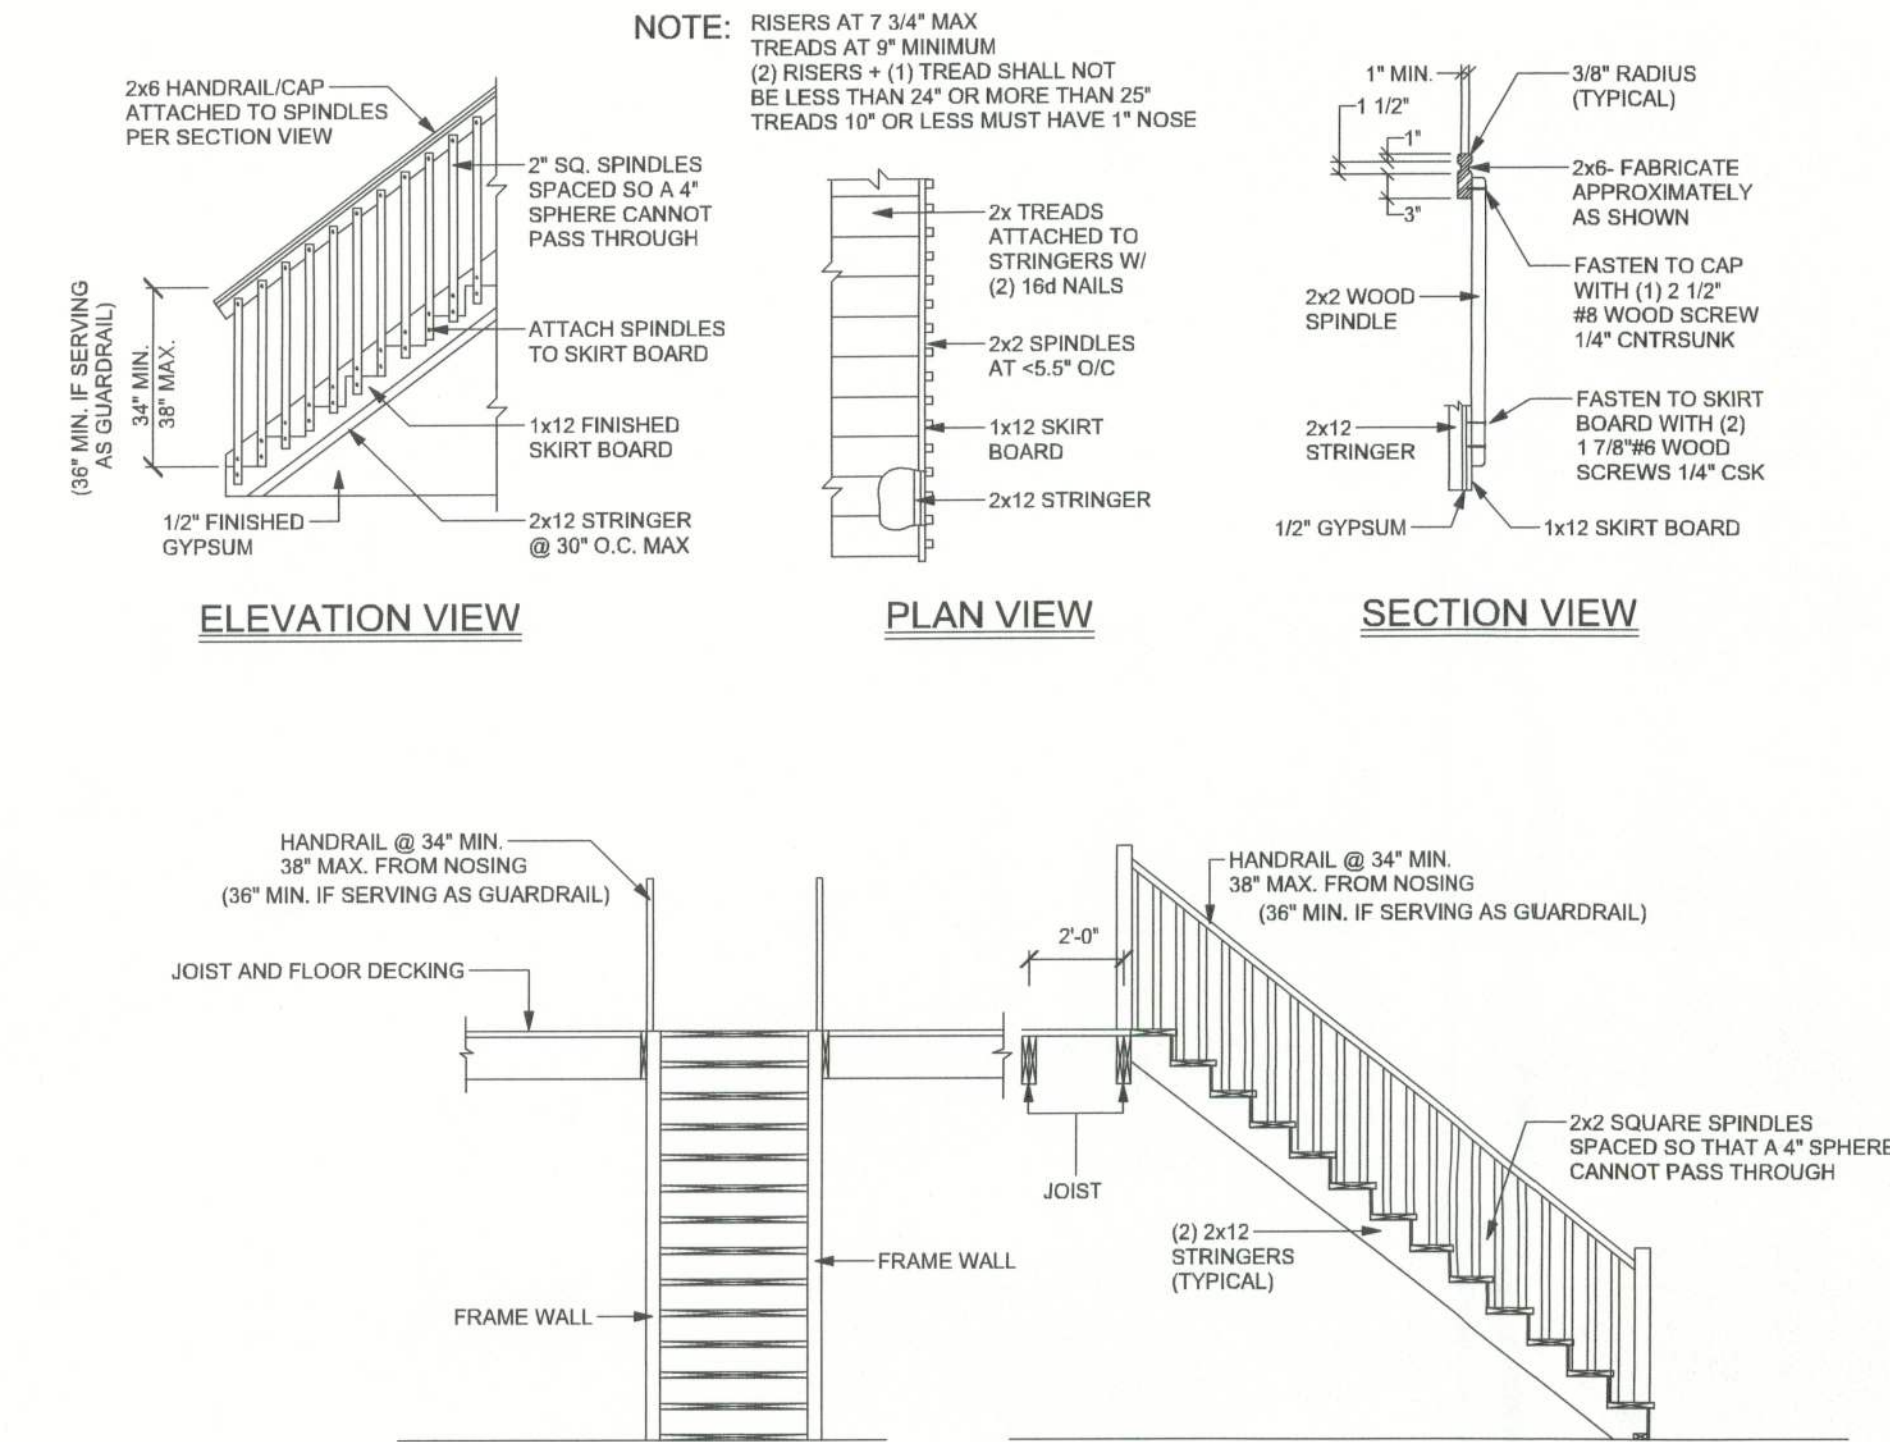 NOTE: RISERS AT 7 3/4" MAX
TREADS AT 9" MINIMUM
(2) RISERS + (1) TREAD SHALL NOT
BE LESS THAN 24" OR MORE THAN 25"
TREADS 10" OR LESS MUST HAVE 1" NOSE
2x6 HANDRAIL/CAP
ATTACHED TO SPINDLES
PER SECTION VIEW
2" SQ. SPINDLES
SPACED SO A 4"
SPHERE CANNOT
PASS THROUGH
(36" MIN. IF SERVING
AS GUARDRAIL)
34" MIN.
38" MAX.
ATTACH SPINDLES
TO SKIRT BOARD
1x12 FINISHED
SKIRT BOARD
1/2" FINISHED
GYPSUM
2x12 STRINGER
@ 30" O.C. MAX
ELEVATION VIEW
2x TREADS
ATTACHED TO
STRINGERS W/
(2) 16d NAILS
2x2 SPINDLES
AT <5.5" O/C
1x12 SKIRT
BOARD
2x12 STRINGER
PLAN VIEW
1" MIN.
1 1/2"
1"
3"
3/8" RADIUS
(TYPICAL)
2x6- FABRICATE
APPROXIMATELY
AS SHOWN
FASTEN TO CAP
WITH (1) 2 1/2"
#8 WOOD SCREW
1/4" CNTRSUNK
2x2 WOOD
SPINDLE
2x12
STRINGER
FASTEN TO SKIRT
BOARD WITH (2)
1 7/8"#6 WOOD
SCREWS 1/4" CSK
1/2" GYPSUM
1x12 SKIRT BOARD
SECTION VIEW
HANDRAIL @ 34" MIN.
38" MAX. FROM NOSING
(36" MIN. IF SERVING AS GUARDRAIL)
JOIST AND FLOOR DECKING
FRAME WALL
FRAME WALL
HANDRAIL @ 34" MIN.
38" MAX. FROM NOSING
(36" MIN. IF SERVING AS GUARDRAIL)
2'-0"
JOIST
2x2 SQUARE SPINDLES
SPACED SO THAT A 4" SPHERE
CANNOT PASS THROUGH
(2) 2x12
STRINGERS
(TYPICAL)